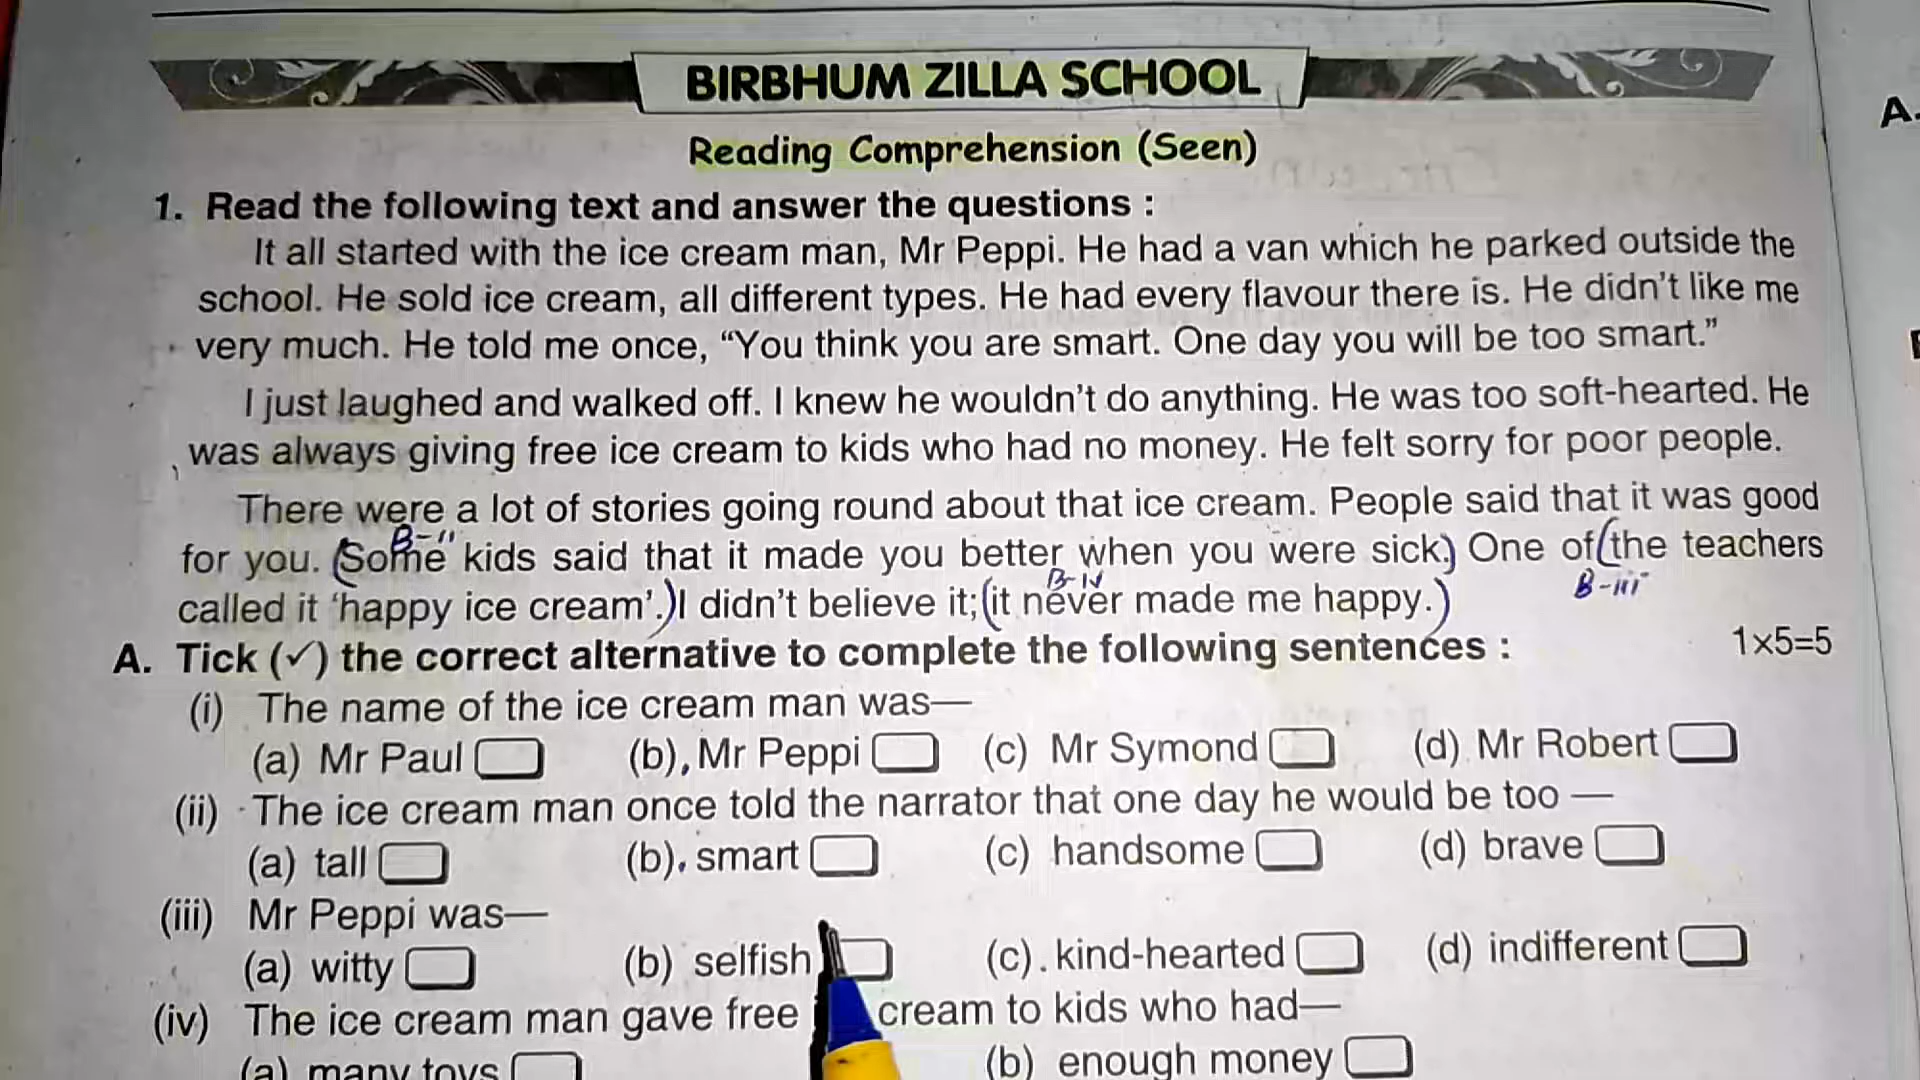 BIRBHUM ZILLA SCHOOL
A.
Reading Comprehension (Seen)
1. Read the following text and answer the questions :
It all started with the ice cream man, Mr Peppi. He had a van which he parked outside the
school. He sold ice cream, all different types. He had every flavour there is. He didn't like me
very much. He told me once, “You think you are smart. One day you will be too smart.”
I just laughed and walked off. I knew he wouldn't do anything. He was too soft-hearted. He
was always giving free ice cream to kids who had no money. He felt sorry for poor people.
There were a lot of stories going round about that ice cream. People said that it was good
B-ii
for you. (Some kids said that it made you better when you were sick.) One of (the teachers
B-iv B-iii
called it ‘happy ice cream’.) I didn't believe it; (it never made me happy.)
A. Tick (✓) the correct alternative to complete the following sentences : 1×5=5
(i) The name of the ice cream man was—
(a) Mr Paul (b) Mr Peppi (c) Mr Symond (d) Mr Robert
(ii) The ice cream man once told the narrator that one day he would be too —
(a) tall (b) smart (c) handsome (d) brave
(iii) Mr Peppi was—
(a) witty (b) selfish (c) kind-hearted (d) indifferent
(iv) The ice cream man gave free cream to kids who had—
(a) many toys (b) enough money